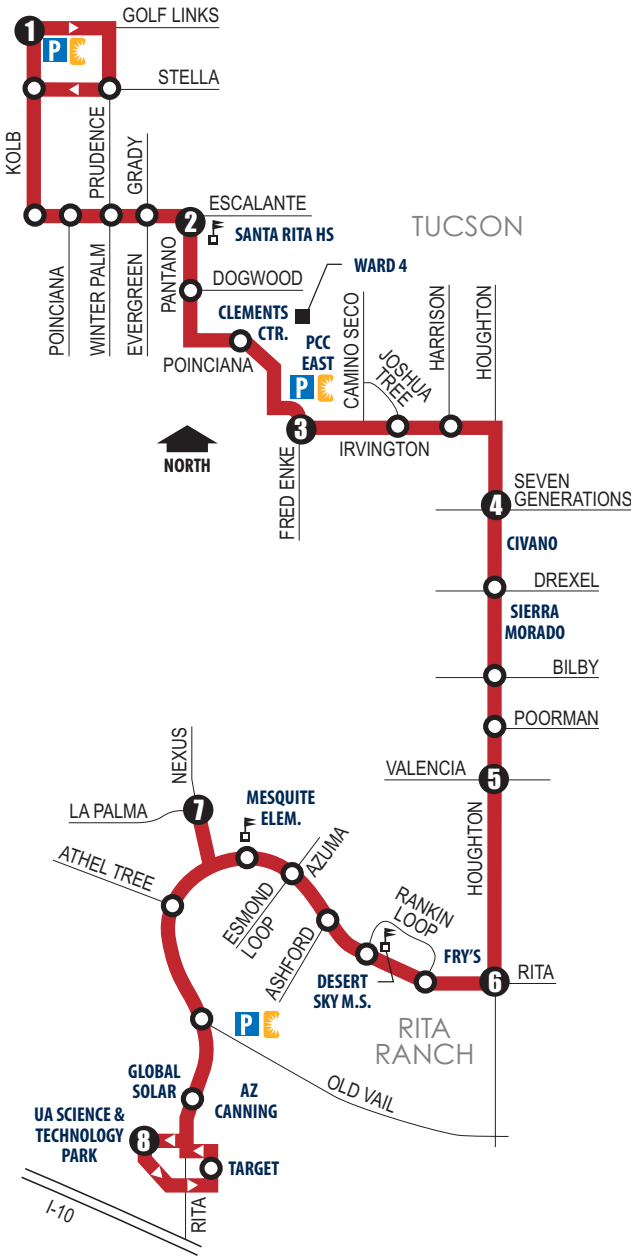 GOLF LINKS
1
P
STELLA
KOLB
PRUDENCE
GRADY
ESCALANTE
2
SANTA RITA HS
TUCSON
POINCIANA
WINTER PALM
EVERGREEN
PANTANO
DOGWOOD
WARD 4
CLEMENTS
CTR.
PCC
EAST
P
POINCIANA
CAMINO SECO
JOSHUA
TREE
HARRISON
HOUGHTON
3
IRVINGTON
NORTH
FRED ENKE
SEVEN
GENERATIONS
4
CIVANO
DREXEL
SIERRA
MORADO
BILBY
POORMAN
VALENCIA
5
NEXUS
LA PALMA
7
MESQUITE
ELEM.
HOUGHTON
ATHEL TREE
ESMOND
LOOP
AZUMA
ASHFORD
RANKIN
LOOP
FRY'S
DESERT
SKY M.S.
6
RITA
P
RITA
RANCH
OLD VAIL
GLOBAL
SOLAR
AZ
CANNING
UA SCIENCE &
TECHNOLOGY
PARK
8
TARGET
RITA
I-10